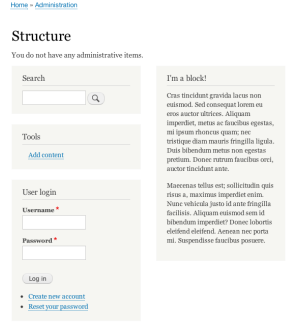 Home » Administration
Structure
You do not have any administrative items.
Search
Tools
Add content
User login
Username *
Password *
Log in
Create new account
Reset your password
I'm a block!
Cras tincidunt gravida lacus non
euismod. Sed consequat lorem eu
eros auctor ultrices. Aliquam
imperdiet, metus ac faucibus egestas,
mi ipsum rhoncus quam; nec
tristique diam mauris fringilla ligula.
Duis bibendum metus non egestas
pretium. Donec rutrum faucibus orci,
auctor tincidunt ante.
Maecenas tellus est; sollicitudin quis
risus a, maximus imperdiet enim.
Nunc vehicula justo id ante fringilla
facilisis. Aliquam euismod sem id
bibendum imperdiet? Donec lobortis
eleifend eleifend. Aenean nec porta
mi. Suspendisse faucibus posuere.